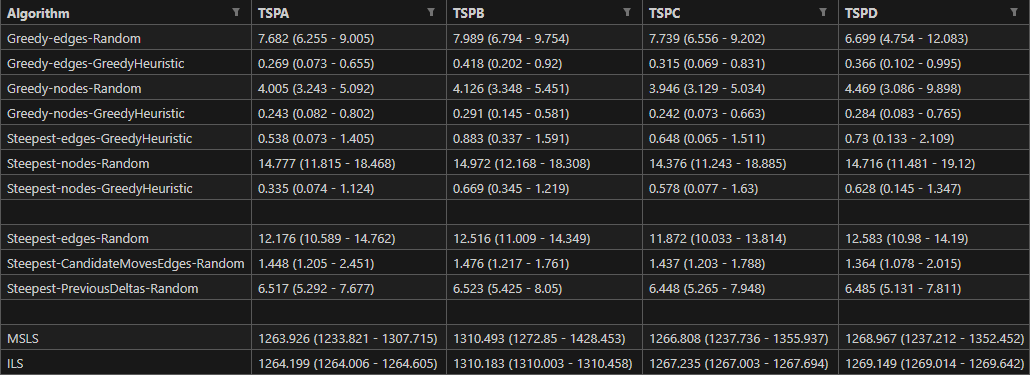 Algorithm TSPA TSPB TSPC TSPD
Greedy-edges-Random 7.682 (6.255 - 9.005) 7.989 (6.794 - 9.754) 7.739 (6.556 - 9.202) 6.699 (4.754 - 12.083)
Greedy-edges-GreedyHeuristic 0.269 (0.073 - 0.655) 0.418 (0.202 - 0.92) 0.315 (0.069 - 0.831) 0.366 (0.102 - 0.995)
Greedy-nodes-Random 4.005 (3.243 - 5.092) 4.126 (3.348 - 5.451) 3.946 (3.129 - 5.034) 4.469 (3.086 - 9.898)
Greedy-nodes-GreedyHeuristic 0.243 (0.082 - 0.802) 0.291 (0.145 - 0.581) 0.242 (0.073 - 0.663) 0.284 (0.083 - 0.765)
Steepest-edges-GreedyHeuristic 0.538 (0.073 - 1.405) 0.883 (0.337 - 1.591) 0.648 (0.065 - 1.511) 0.73 (0.133 - 2.109)
Steepest-nodes-Random 14.777 (11.815 - 18.468) 14.972 (12.168 - 18.308) 14.376 (11.243 - 18.885) 14.716 (11.481 - 19.12)
Steepest-nodes-GreedyHeuristic 0.335 (0.074 - 1.124) 0.669 (0.345 - 1.219) 0.578 (0.077 - 1.63) 0.628 (0.145 - 1.347)
Steepest-edges-Random 12.176 (10.589 - 14.762) 12.516 (11.009 - 14.349) 11.872 (10.033 - 13.814) 12.583 (10.98 - 14.19)
Steepest-CandidateMovesEdges-Random 1.448 (1.205 - 2.451) 1.476 (1.217 - 1.761) 1.437 (1.203 - 1.788) 1.364 (1.078 - 2.015)
Steepest-PreviousDeltas-Random 6.517 (5.292 - 7.677) 6.523 (5.425 - 8.05) 6.448 (5.265 - 7.948) 6.485 (5.131 - 7.811)
MSLS 1263.926 (1233.821 - 1307.715) 1310.493 (1272.85 - 1428.453) 1266.808 (1237.736 - 1355.937) 1268.967 (1237.212 - 1352.452)
ILS 1264.199 (1264.006 - 1264.605) 1310.183 (1310.003 - 1310.458) 1267.235 (1267.003 - 1267.694) 1269.149 (1269.014 - 1269.642)